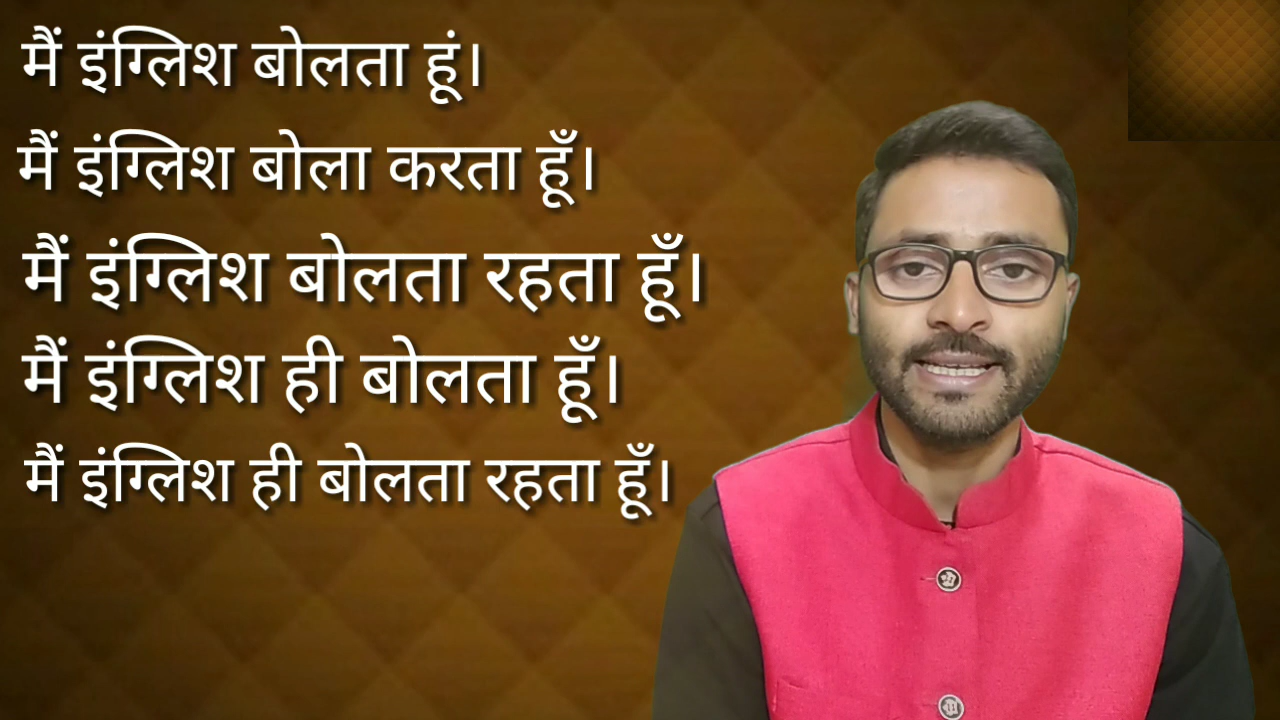 मैं इंग्लिश बोलता हूं।
मैं इंग्लिश बोला करता हूँ।
मैं इंग्लिश बोलता रहता हूँ।
मैं इंग्लिश ही बोलता हूँ।
मैं इंग्लिश ही बोलता रहता हूँ।